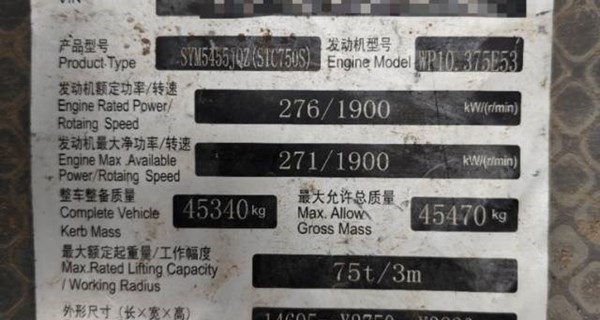 VIN
产品型号 Product Type SYM5455jQZ(STC750S) 发动机型号 Engine Model WP10.375E53
发动机额定功率/转速
Engine Rated Power/
Rotaing Speed 276/1900 kW/(r/min)
发动机最大净功率/转速
Engine Max .Available
Power/Rotaing Speed 271/1900 kW/(r/min)
整车整备质量
Complete Vehicle
Kerb Mass 45340 kg
最大允许总质量
Max. Allow
Gross Mass 45470 kg
最大额定起重量/工作幅度
Max.Rated Lifting Capacity
/ Working Radius 75t/3m
外形尺寸（长×宽×高）